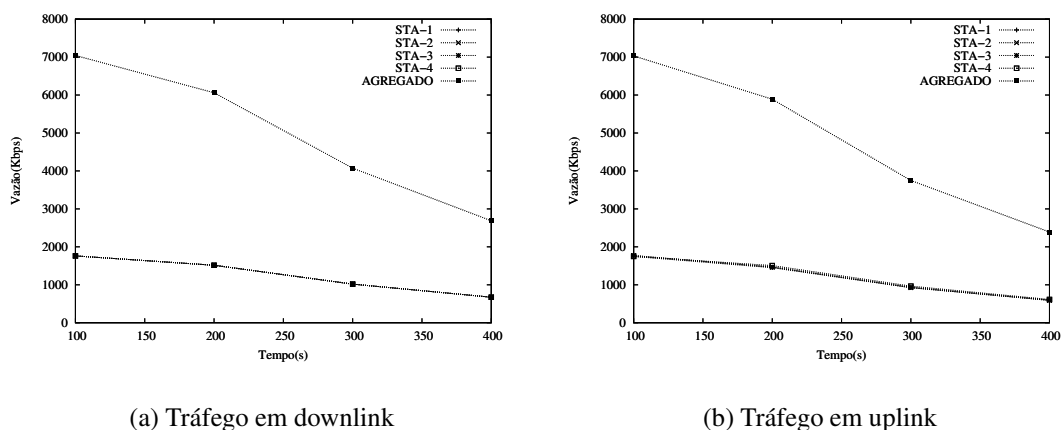 8000
7000
6000
5000
4000
3000
2000
1000
0
100 150 200 250 300 350 400
Vazão(Kbps)
Tempo(s)
STA-1
STA-2
STA-3
STA-4
AGREGADO
(a) Tráfego em downlink
8000
7000
6000
5000
4000
3000
2000
1000
0
100 150 200 250 300 350 400
Vazão(Kbps)
Tempo(s)
STA-1
STA-2
STA-3
STA-4
AGREGADO
(b) Tráfego em uplink